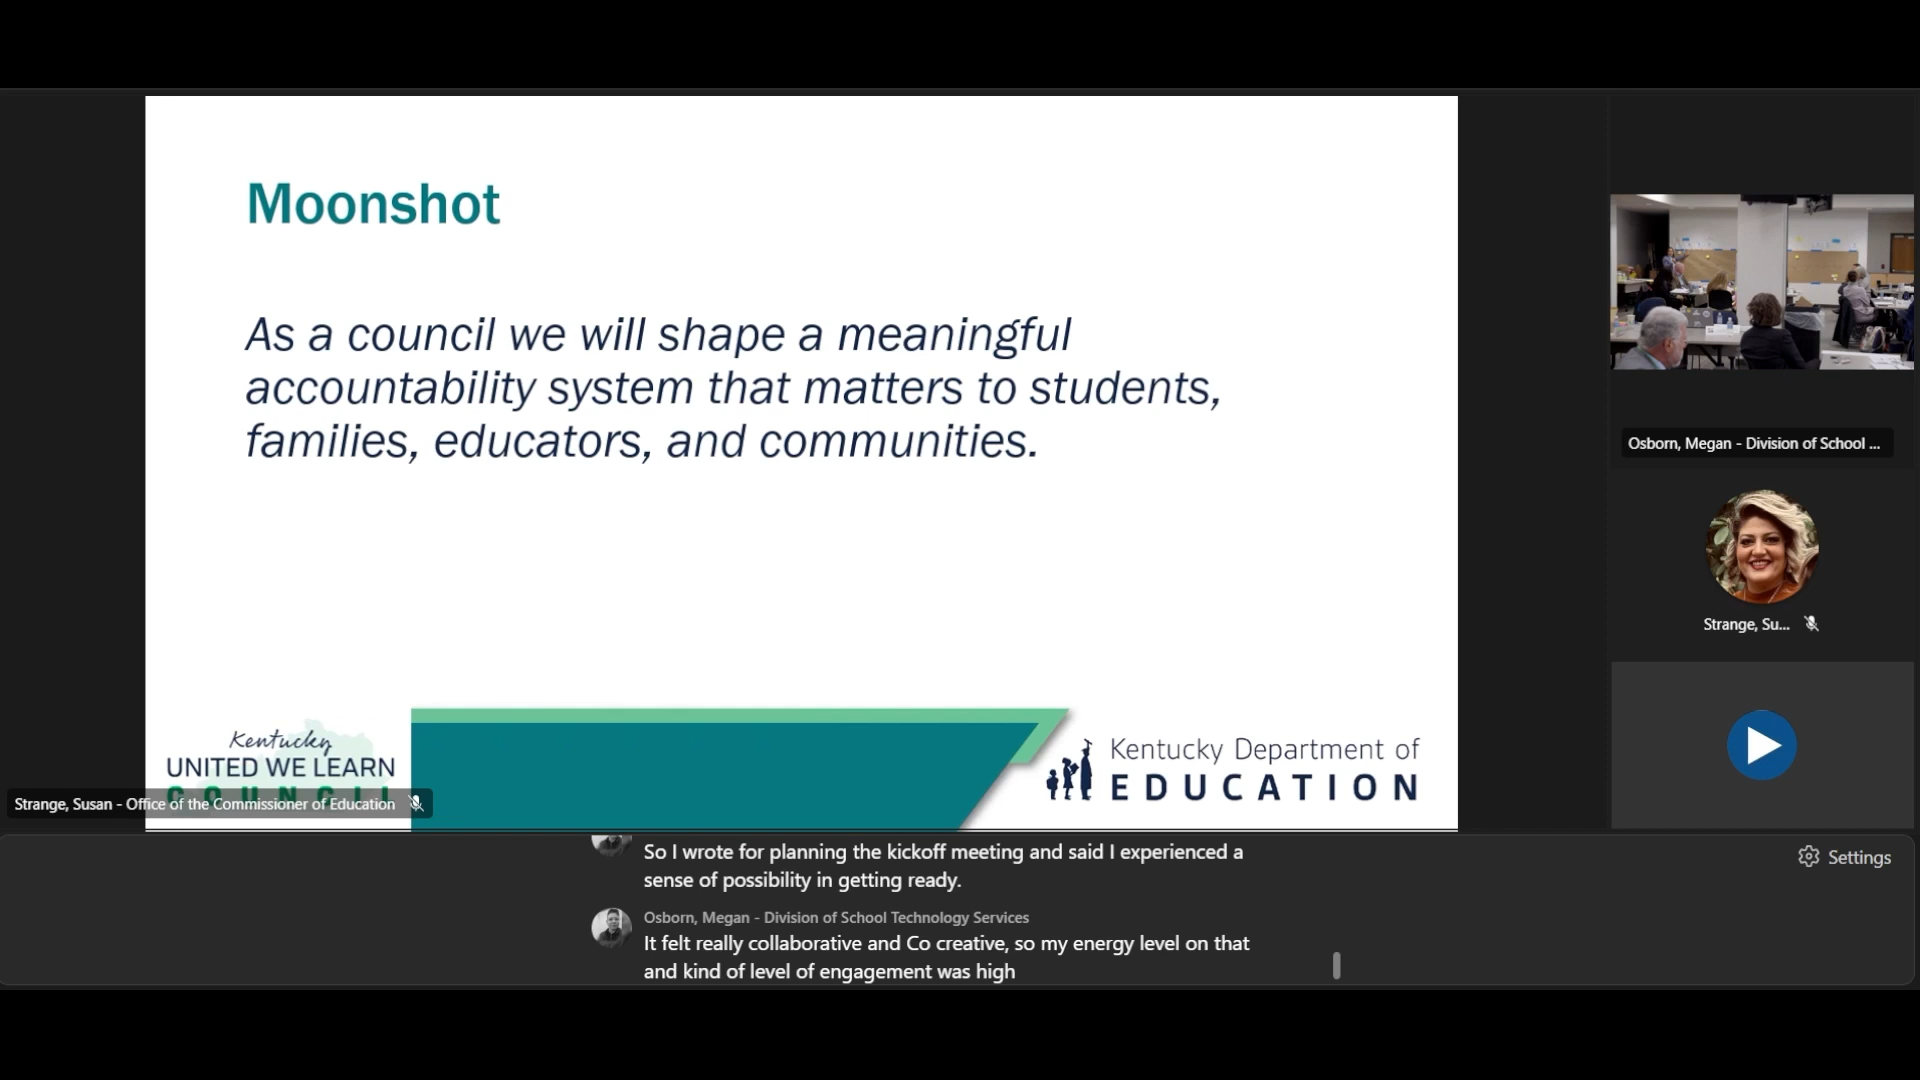 Moonshot
As a council we will shape a meaningful
accountability system that matters to students,
families, educators, and communities.
Kentucky
UNITED WE LEARN
COUNCIL
Kentucky Department of
EDUCATION
Strange, Susan - Office of the Commissioner of Education
Osborn, Megan - Division of School ...
Strange, Su...
So I wrote for planning the kickoff meeting and said I experienced a
sense of possibility in getting ready.
Osborn, Megan - Division of School Technology Services
It felt really collaborative and Co creative, so my energy level on that
and kind of level of engagement was high
Settings